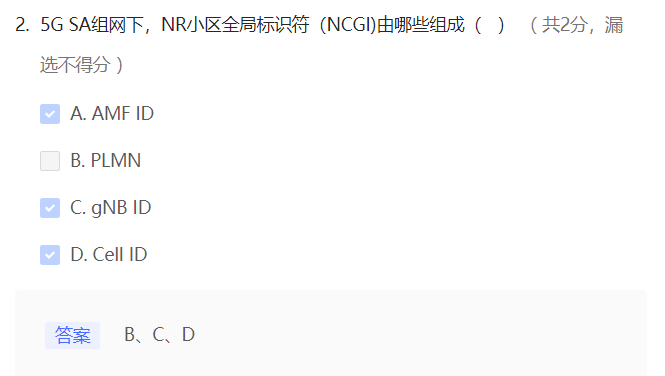 2. 5G SA组网下，NR小区全局标识符（NCGI)由哪些组成（ ） （ 共2分，漏
选不得分 ）
A. AMF ID
B. PLMN
C. gNB ID
D. Cell ID
答案 B、C、D